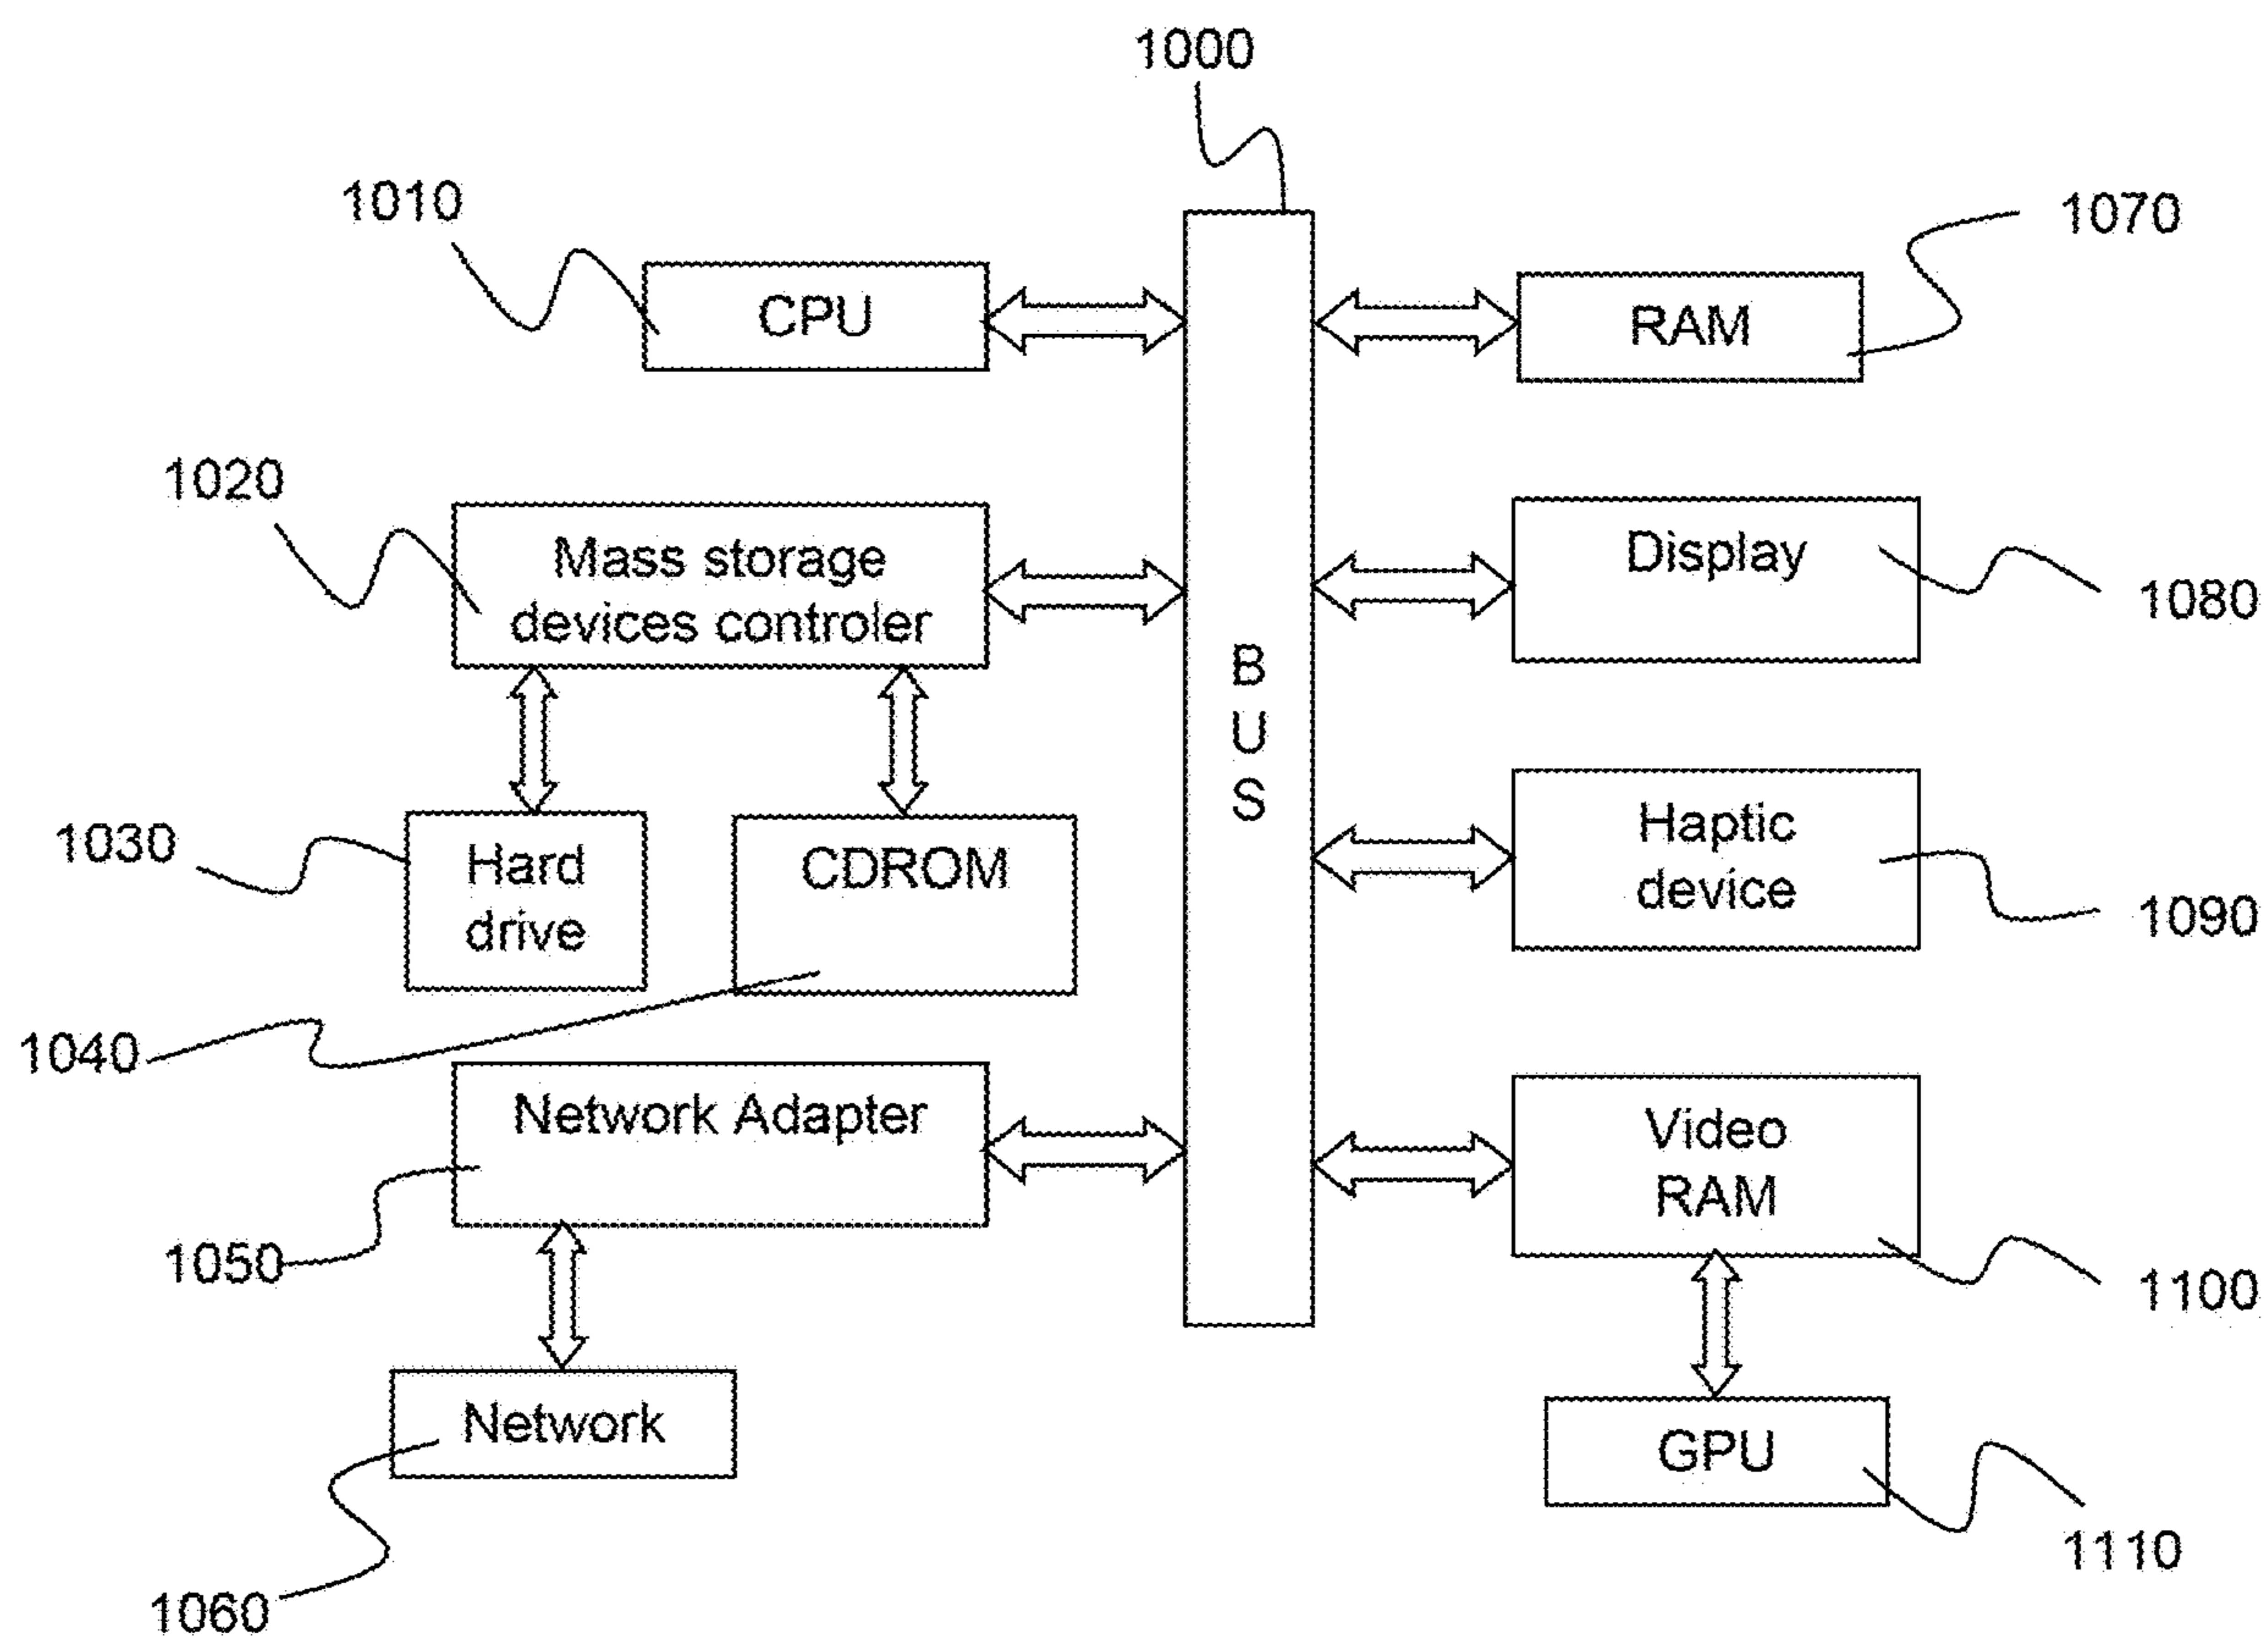 1000
1010
CPU
1070
RAM
1020
Mass storage
devices controler
Display
1080
B
U
S
1030
Hard
drive
CDROM
Haptic
device
1090
1040
Network Adapter
1050
Video
RAM
1100
Network
1060
GPU
1110